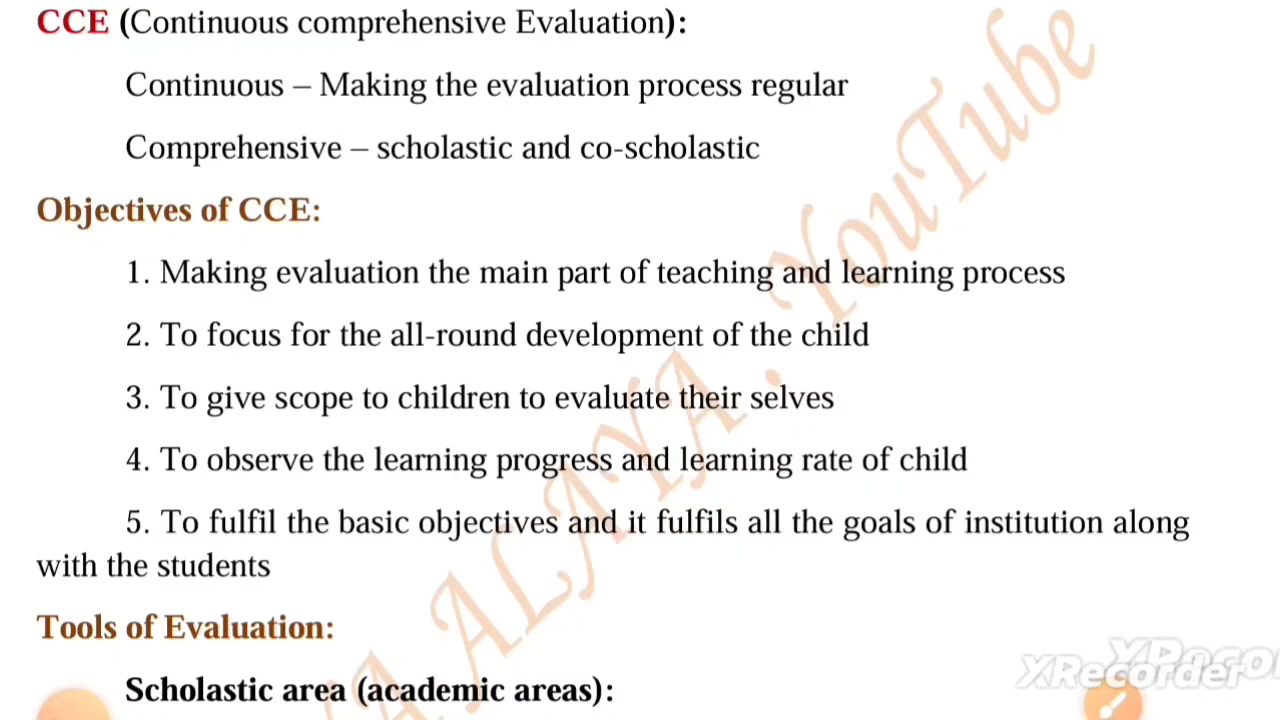 CCE (Continuous comprehensive Evaluation):
Continuous – Making the evaluation process regular
Comprehensive – scholastic and co-scholastic
Objectives of CCE:
1. Making evaluation the main part of teaching and learning process
2. To focus for the all-round development of the child
3. To give scope to children to evaluate their selves
4. To observe the learning progress and learning rate of child
5. To fulfil the basic objectives and it fulfils all the goals of institution along
with the students
Tools of Evaluation:
Scholastic area (academic areas):
ALAYA . YouTube
XRecorder